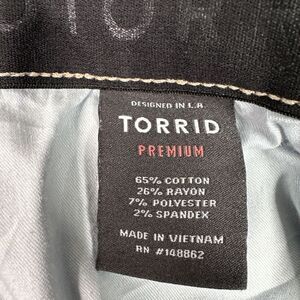 DESIGNED IN L.A.
TORRID
PREMIUM
65% COTTON
26% RAYON
7% POLYESTER
2% SPANDEX
MADE IN VIETNAM
RN #148862